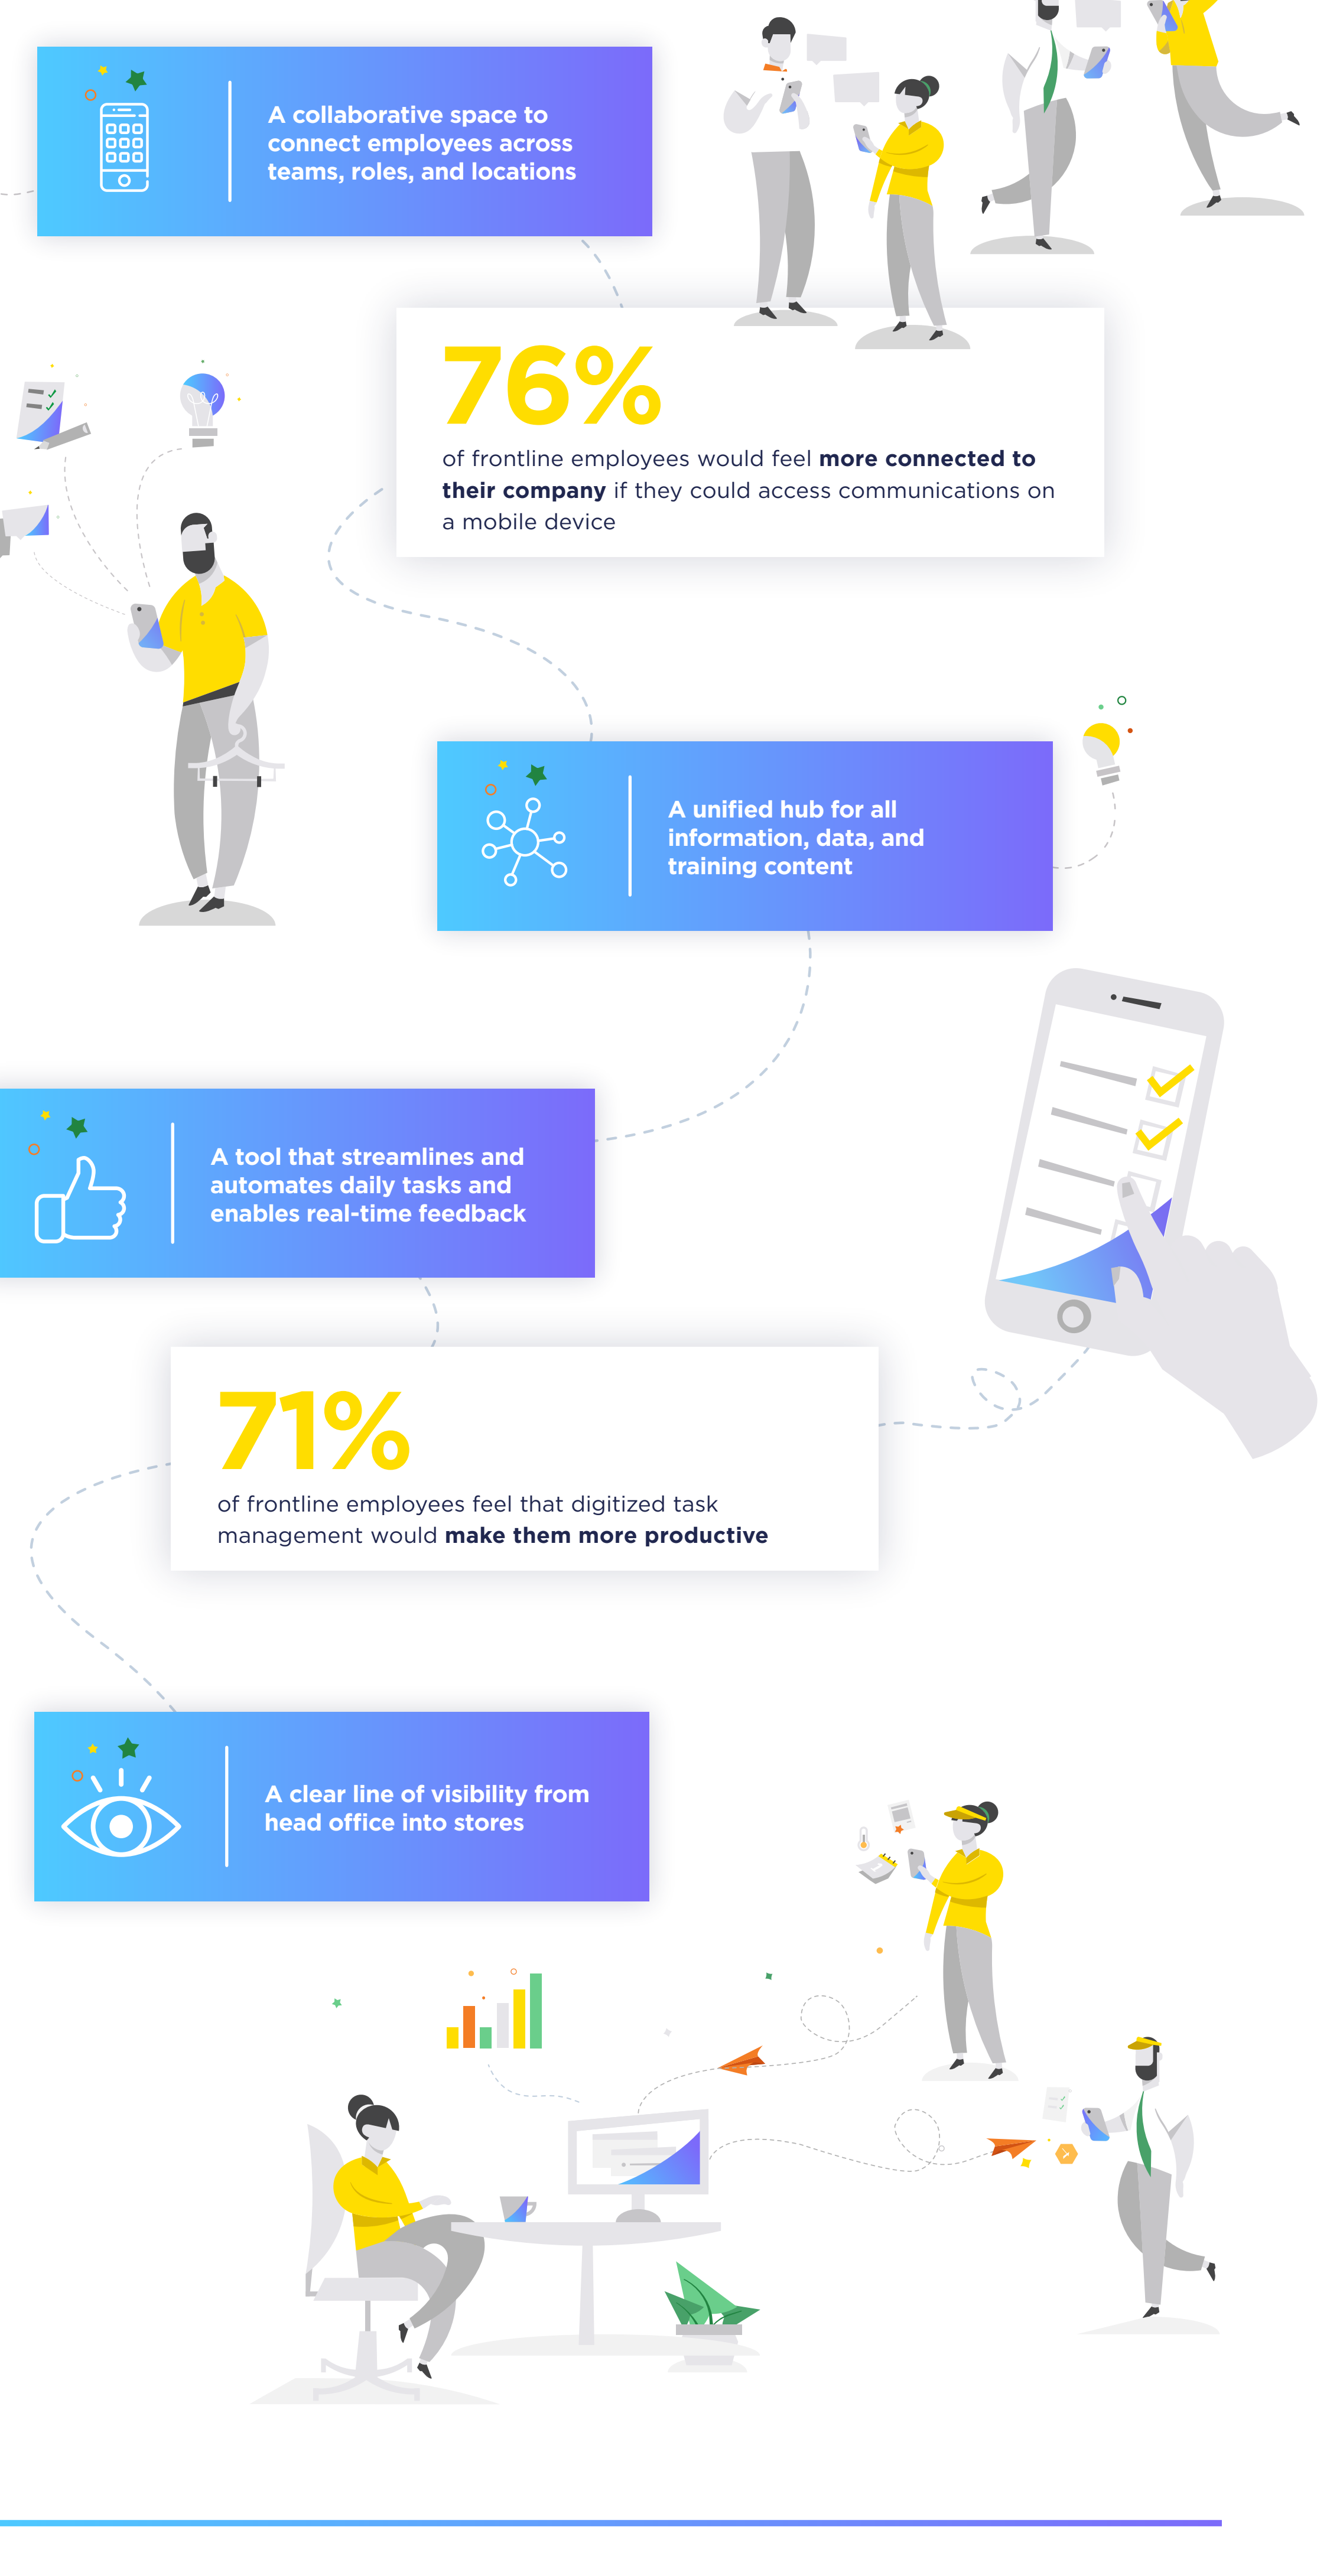 A collaborative space to
connect employees across
teams, roles, and locations
76%
of frontline employees would feel more connected to
their company if they could access communications on
a mobile device
A unified hub for all
information, data, and
training content
A tool that streamlines and
automates daily tasks and
enables real-time feedback
71%
of frontline employees feel that digitized task
management would make them more productive
A clear line of visibility from
head office into stores